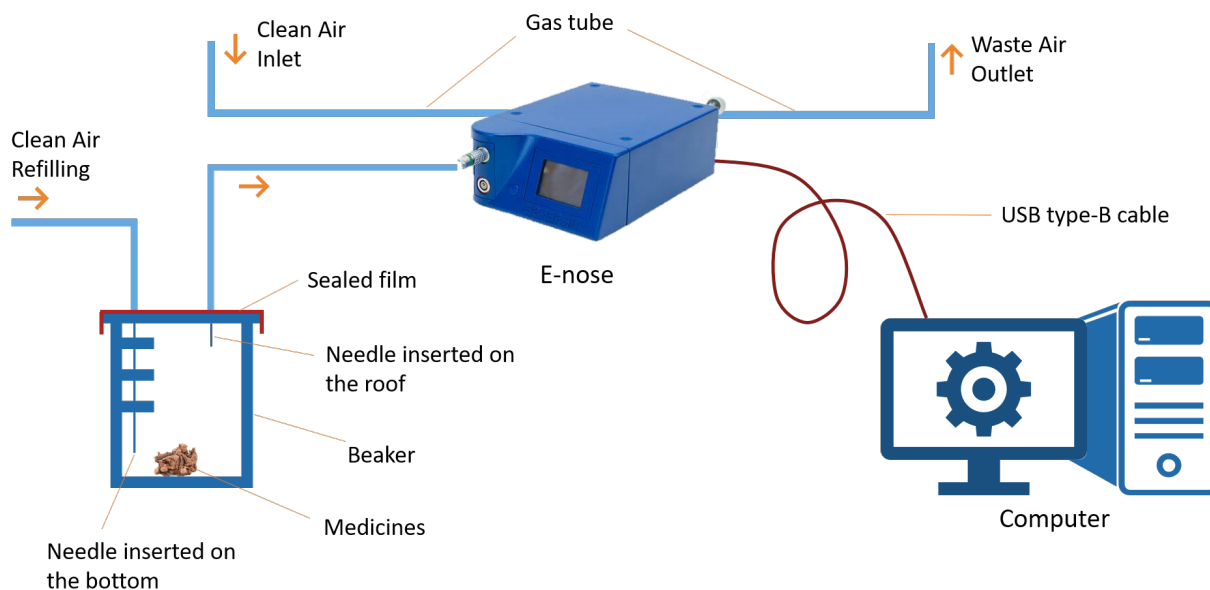 Clean Air
Inlet
Gas tube
Waste Air
Outlet
Clean Air
Refilling
USB type-B cable
E-nose
Sealed film
Needle inserted on
the roof
Beaker
Medicines
Computer
Needle inserted on
the bottom